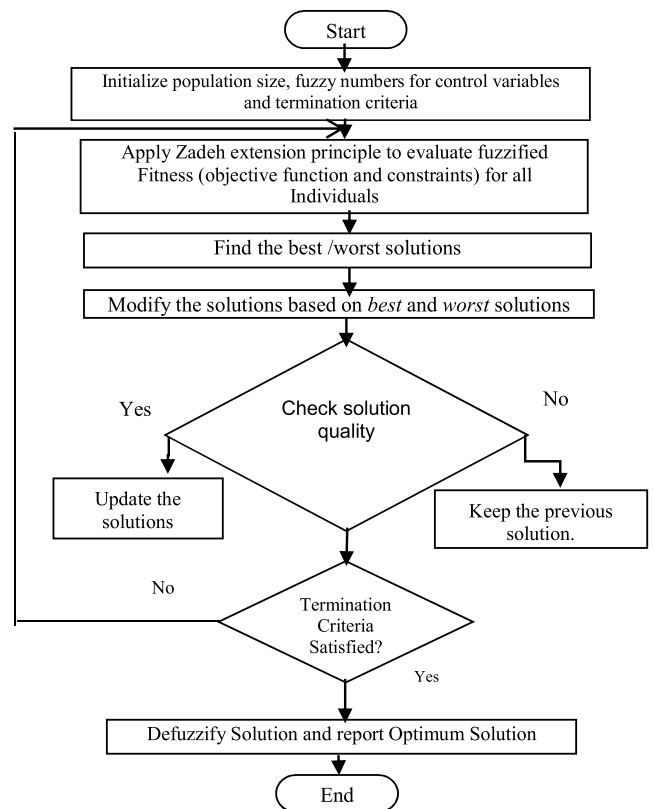 Start
Initialize population size, fuzzy numbers for control variables
and termination criteria
Apply Zadeh extension principle to evaluate fuzzified
Fitness (objective function and constraints) for all
Individuals
Find the best /worst solutions
Modify the solutions based on best and worst solutions
Yes
Check solution
quality
No
Update the
solutions
Keep the previous
solution.
No
Termination
Criteria
Satisfied?
Yes
Defuzzify Solution and report Optimum Solution
End